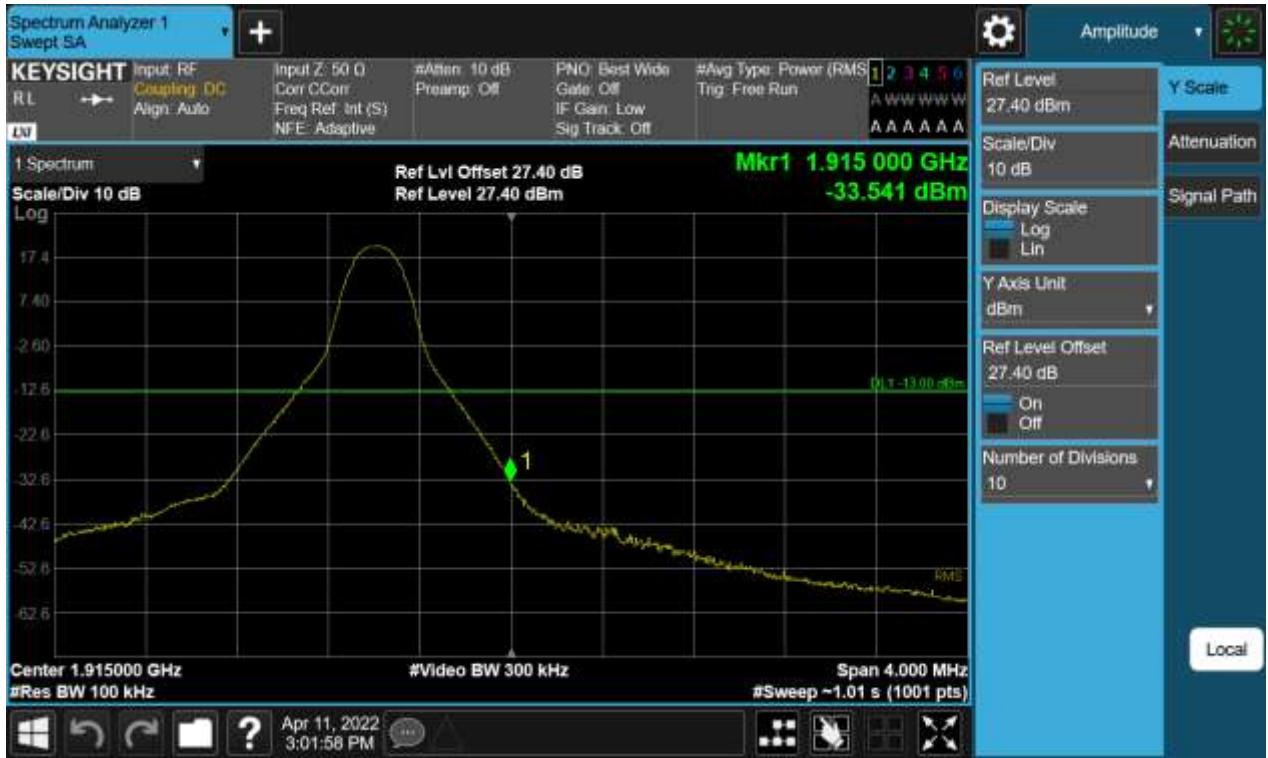 Spectrum Analyzer 1
Swept SA
+
Amplitude
KEYSIGHT
RL
LXI
Input: RF
Coupling: DC
Align: Auto
Input Z: 50 Ω
Corr CCorr
Freq Ref: Int (S)
NFE: Adaptive
#Atten: 10 dB
Preamp: Off
PNO: Best Wide
Gate: Off
IF Gain: Low
Sig Track: Off
#Avg Type: Power (RMS
Trig: Free Run
1 2 3 4 5 6
A W W W W W
A A A A A A
1 Spectrum
Scale/Div 10 dB
Log
Ref Lvl Offset 27.40 dB
Ref Level 27.40 dBm
Mkr1 1.915 000 GHz
-33.541 dBm
17.4
7.40
-2.60
-12.6
-22.6
-32.6
-42.6
-52.6
-62.6
DL1 -13.00 dBm
1
RMS
Center 1.915000 GHz
#Video BW 300 kHz
Span 4.000 MHz
#Res BW 100 kHz
#Sweep ~1.01 s (1001 pts)
Ref Level
27.40 dBm
Scale/Div
10 dB
Display Scale
Log
Lin
Y Axis Unit
dBm
Ref Level Offset
27.40 dB
On
Off
Number of Divisions
10
Y Scale
Attenuation
Signal Path
Local
?
Apr 11, 2022
3:01:58 PM